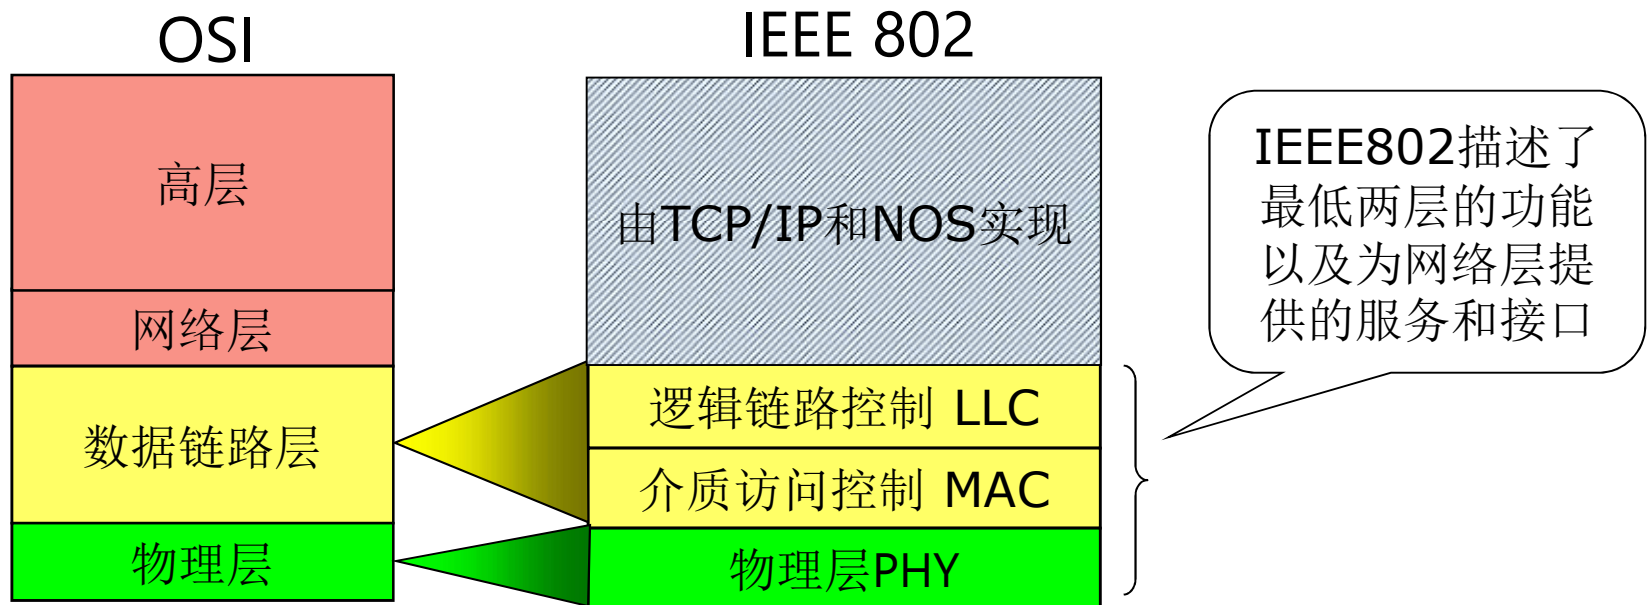 OSI
IEEE 802
高层
网络层
数据链路层
物理层
由TCP/IP和NOS实现
逻辑链路控制 LLC
介质访问控制 MAC
物理层PHY
IEEE802描述了
最低两层的功能
以及为网络层提
供的服务和接口